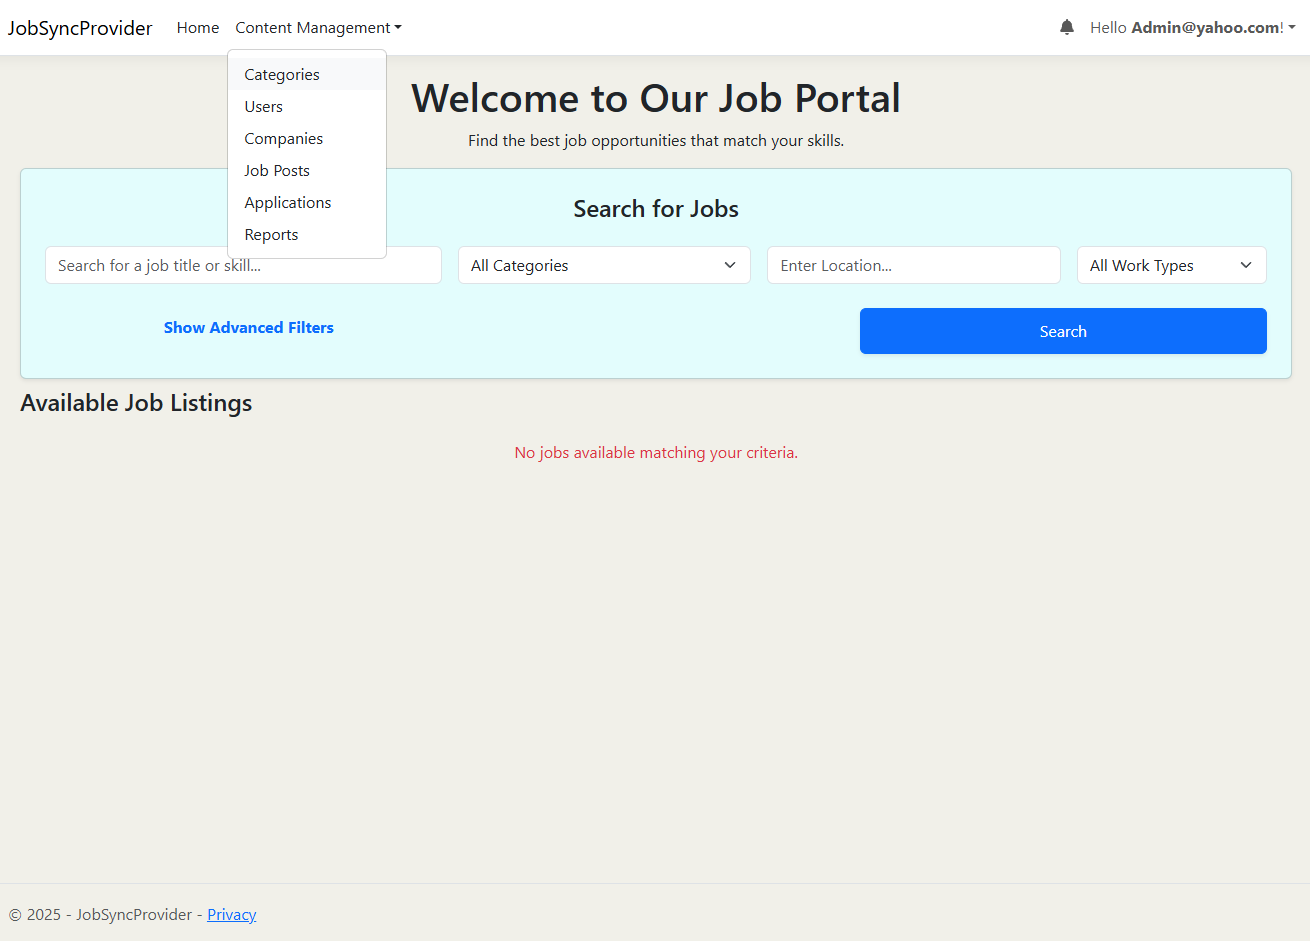 JobSyncProvider Home Content Management Hello Admin@yahoo.com!
Categories
Users
Companies
Job Posts
Applications
Reports
Welcome to Our Job Portal
Find the best job opportunities that match your skills.
Search for Jobs
Search for a job title or skill... All Categories Enter Location... All Work Types
Show Advanced Filters Search
Available Job Listings
No jobs available matching your criteria.
© 2025 - JobSyncProvider - Privacy